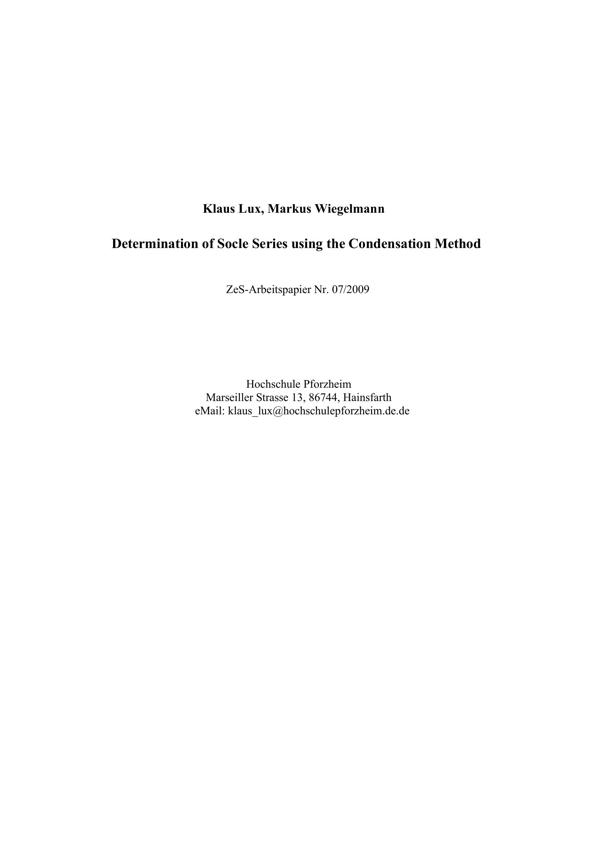 Klaus Lux, Markus Wiegelmann
Determination of Socle Series using the Condensation Method
ZeS-Arbeitspapier Nr. 07/2009
Hochschule Pforzheim
Marseiller Strasse 13, 86744, Hainsfarth
eMail: klaus_lux@hochschulepforzheim.de.de